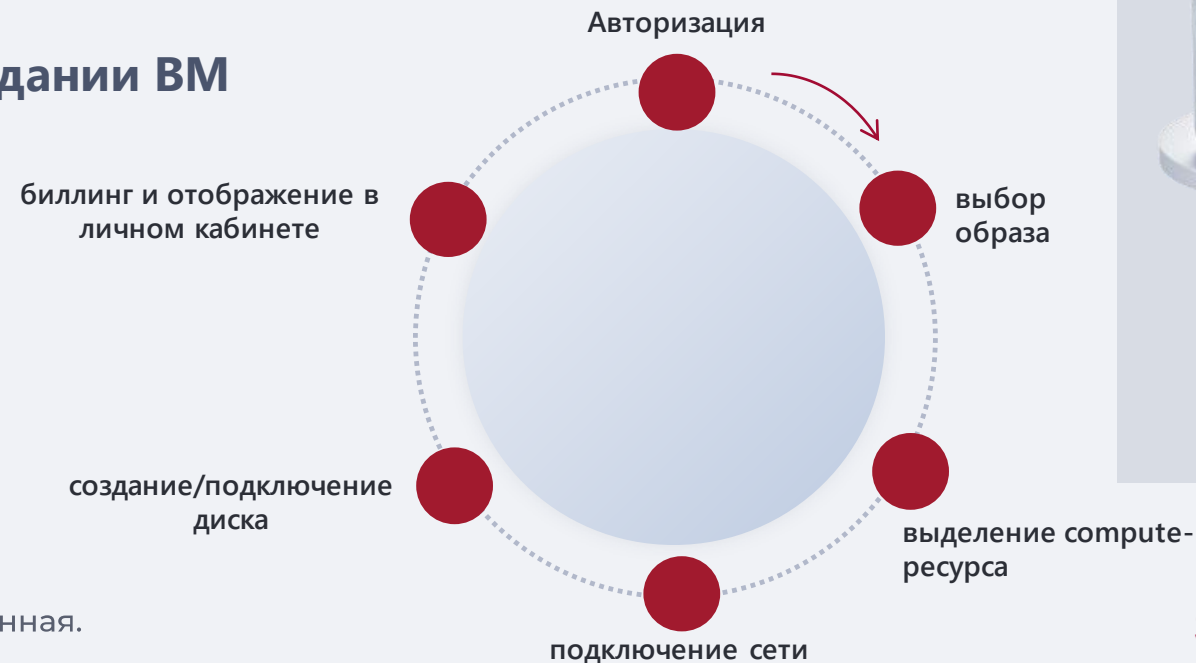 дании ВМ
Авторизация
выбор
образа
выделение compute-
ресурса
подключение сети
создание/подключение
диска
биллинг и отображение в
личном кабинете
нная.